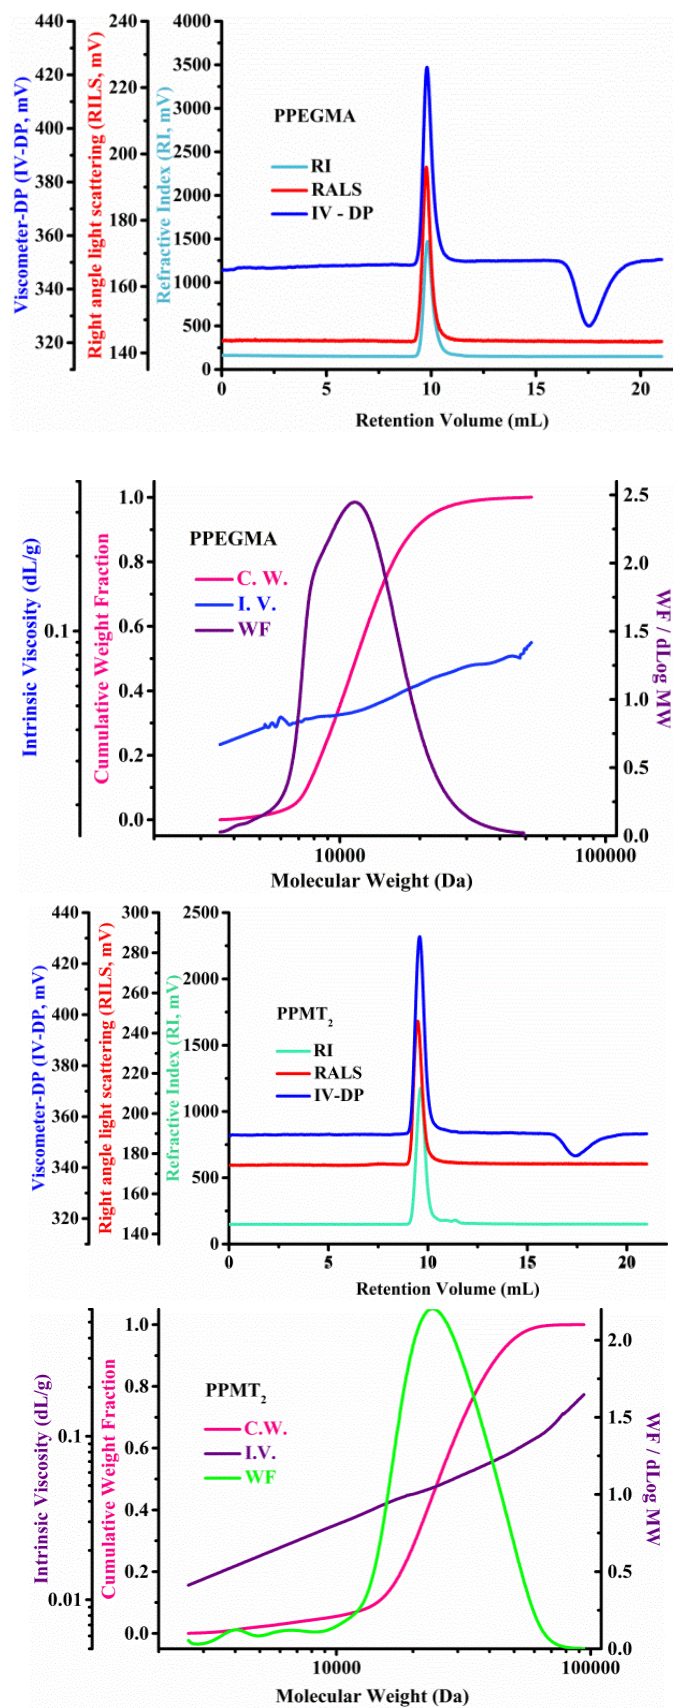 Viscometer-DP (IV-DP, mV)
440
420
400
380
360
340
320
Right angle light scattering (RILS, mV)
240
220
200
180
160
140
Refractive Index (RI, mV)
4000
3500
3000
2500
2000
1500
1000
500
0
PPEGMA
RI
RALS
IV - DP
0 5 10 15 20
Retention Volume (mL)
Intrinsic Viscosity (dL/g)
0.1
Cumulative Weight Fraction
1.0
0.8
0.6
0.4
0.2
0.0
PPEGMA
C. W.
I. V.
WF
2.5
2.0
1.5
1.0
0.5
0.0
WF / dLog MW
10000 100000
Molecular Weight (Da)
Viscometer-DP (IV-DP, mV)
440
420
400
380
360
340
320
Right angle light scattering (RILS, mV)
300
280
260
240
220
200
180
160
140
Refractive Index (RI, mV)
2500
2000
1500
1000
500
0
PPMT2
RI
RALS
IV-DP
0 5 10 15 20
Retention Volume (mL)
Intrinsic Viscosity (dL/g)
0.1
0.01
Cumulative Weight Fraction
1.0
0.8
0.6
0.4
0.2
0.0
PPMT2
C.W.
I.V.
WF
2.0
1.5
1.0
0.5
0.0
WF / dLog MW
10000 100000
Molecular Weight (Da)